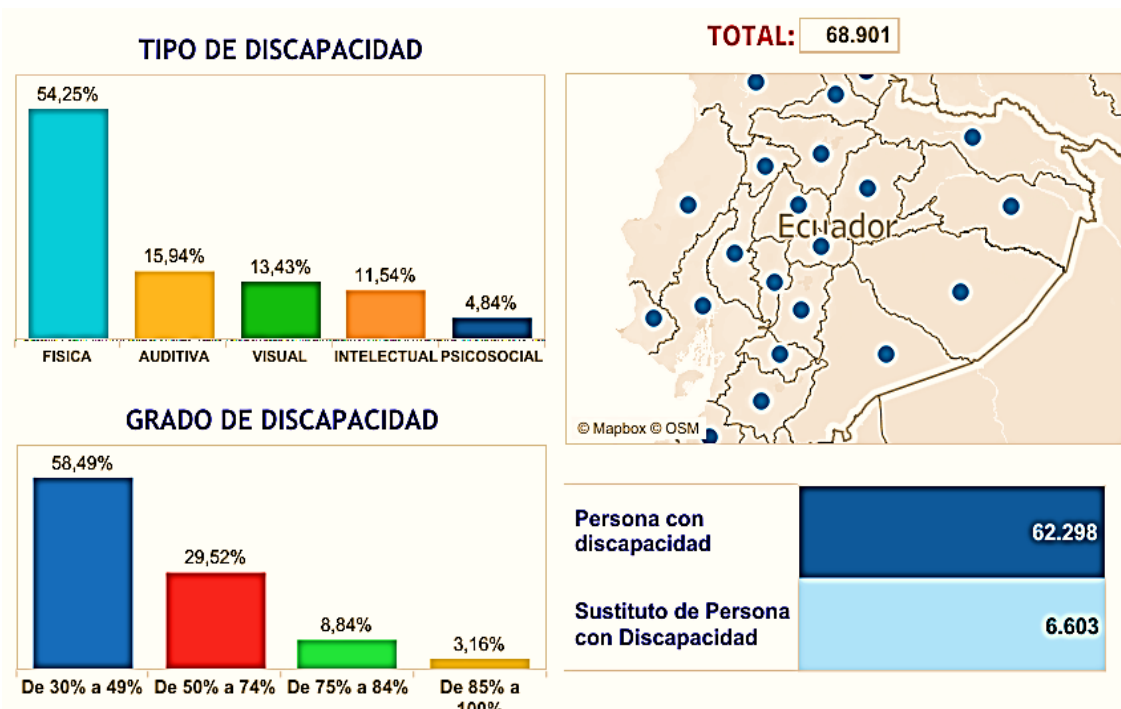 TIPO DE DISCAPACIDAD
54,25%
15,94%
13,43%
11,54%
4,84%
FISICA
AUDITIVA
VISUAL
INTELECTUAL
PSICOSOCIAL
GRADO DE DISCAPACIDAD
58,49%
29,52%
8,84%
3,16%
De 30% a 49%
De 50% a 74%
De 75% a 84%
De 85% a
100%
TOTAL: 68.901
Ecuador
© Mapbox © OSM
Persona con
discapacidad
62.298
Sustituto de Persona
con Discapacidad
6.603